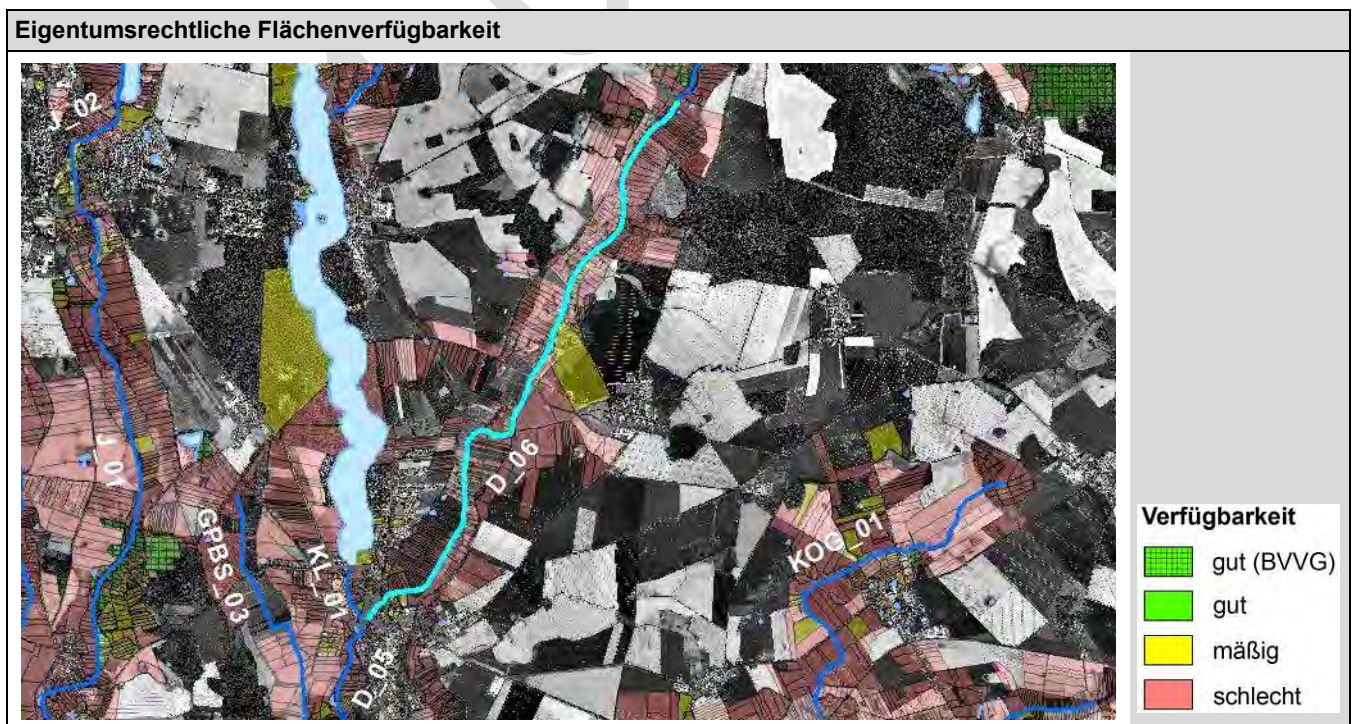 Eigentumsrechtliche Flächenverfügbarkeit
J_02
J_01
GPBS_03
KL_01
D_05
D_06
KOG_01
Verfügbarkeit
gut (BVVG)
gut
mäßig
schlecht